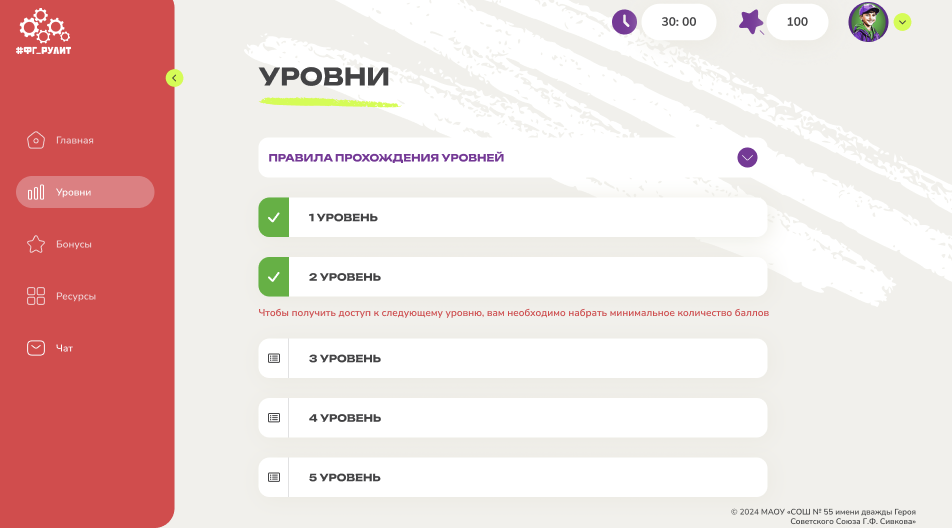 #ФГ_РУЛИТ
30: 00
100
УРОВНИ
Главная
Уровни
Бонусы
Ресурсы
Чат
ПРАВИЛА ПРОХОЖДЕНИЯ УРОВНЕЙ
1 УРОВЕНЬ
2 УРОВЕНЬ
Чтобы получить доступ к следующему уровню, вам необходимо набрать минимальное количество баллов
3 УРОВЕНЬ
4 УРОВЕНЬ
5 УРОВЕНЬ
© 2024 МАОУ «СОШ № 55 имени дважды Героя
Советского Союза Г.Ф. Сивкова»